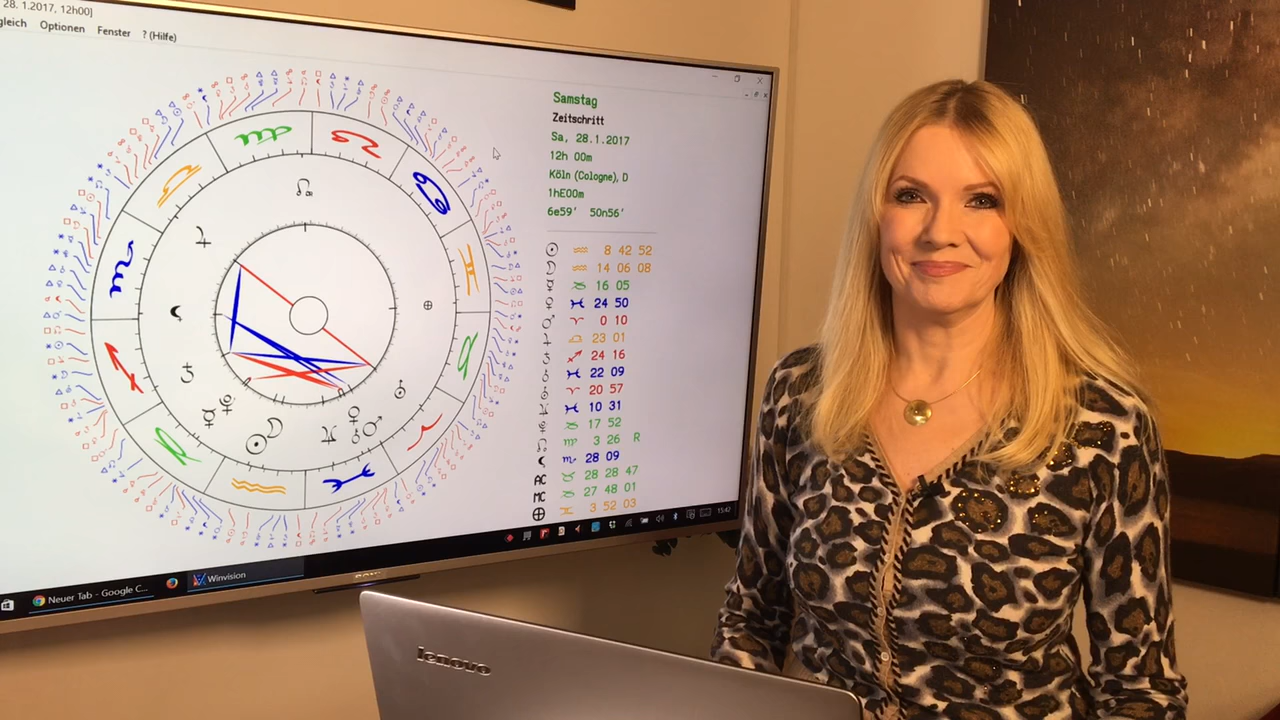 28.1.2017, 12h00]
gleich Optionen Fenster ? (Hilfe)
Samstag
Zeitschritt
Sa, 28.1.2017
12h 00m
Köln (Cologne), D
1hE00m
6e59' 50n56'
8 42 52
14 06 08
16 05
24 50
0 10
23 01
24 16
22 09
20 57
10 31
17 52
3 26 R
28 09
AC 28 28 47
MC 27 48 01
3 52 03
15:42
Neuer Tab - Google C...
Winvision
SONY
lenovo